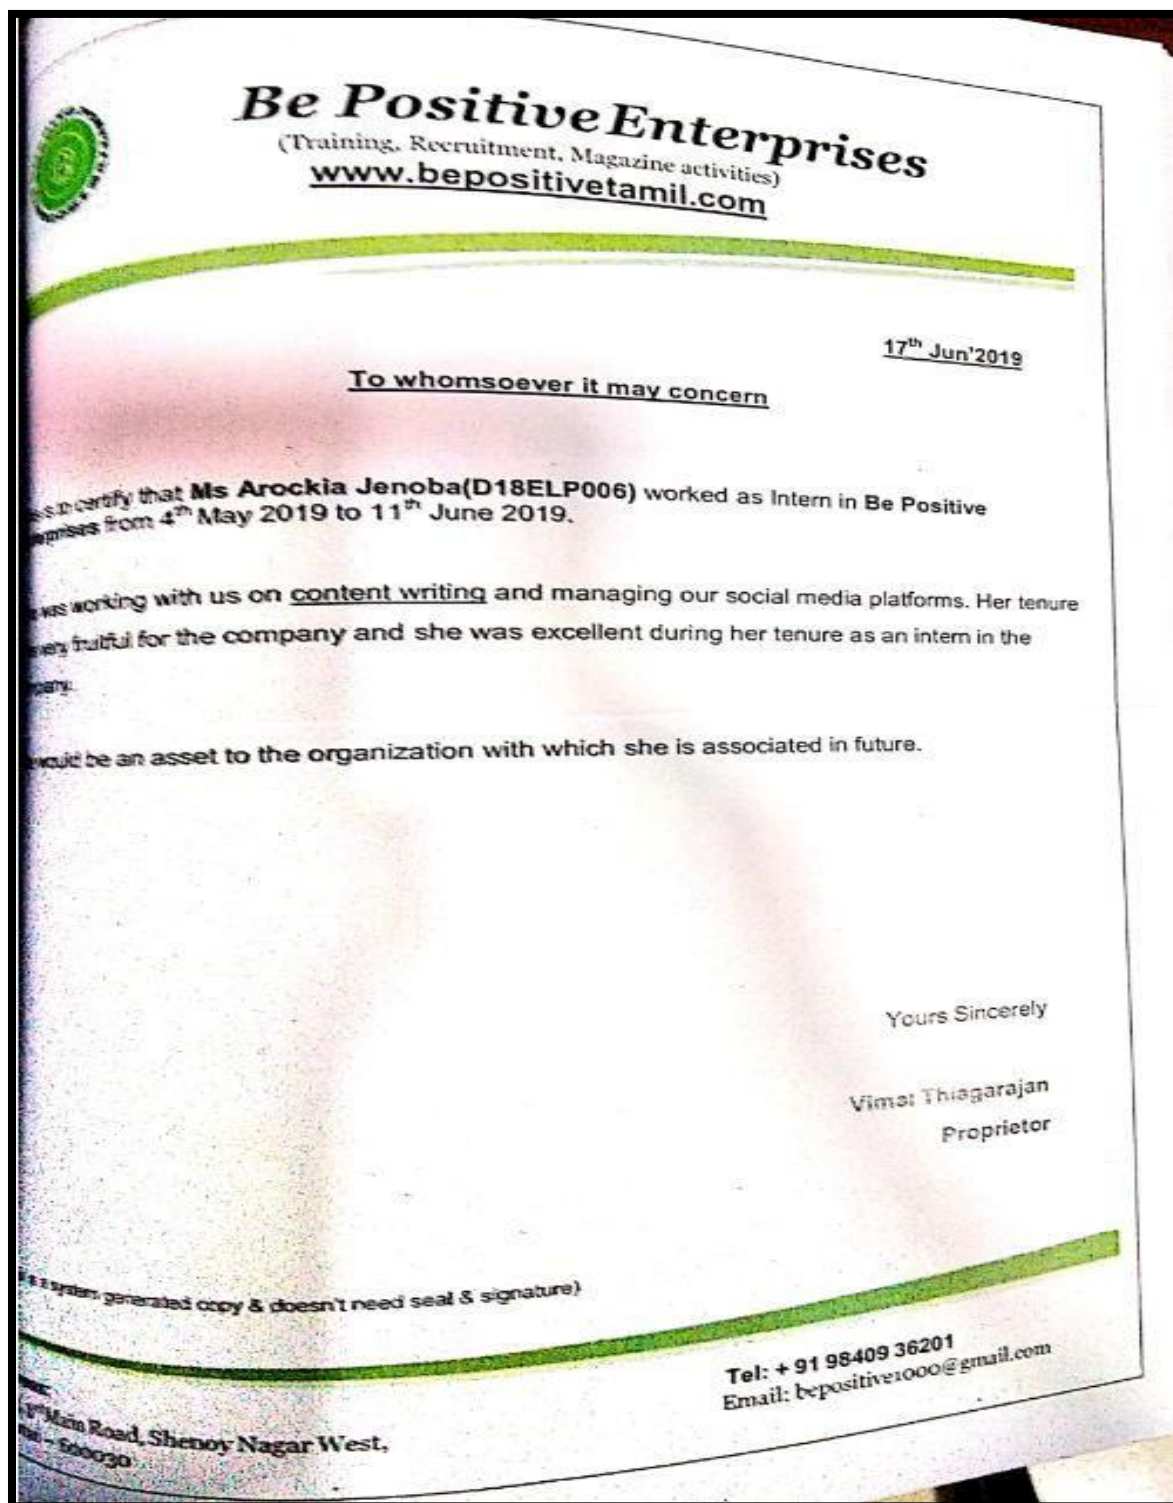 Be Positive Enterprises
(Training, Recruitment, Magazine activities)
www.bepositivetamil.com
17th Jun'2019
To whomsoever it may concern
certify that Ms Arockia Jenoba(D18ELP006) worked as Intern in Be Positive
from 4th May 2019 to 11th June 2019.
was working with us on content writing and managing our social media platforms. Her tenure
very fruitful for the company and she was excellent during her tenure as an intern in the
would be an asset to the organization with which she is associated in future.
Yours Sincerely
Vimal Thiagarajan
Proprietor
system generated copy & doesn't need seal & signature)
Tel: + 91 98409 36201
Email: bepositive1000@gmail.com
Main Road, Shenoy Nagar West,
- 600030